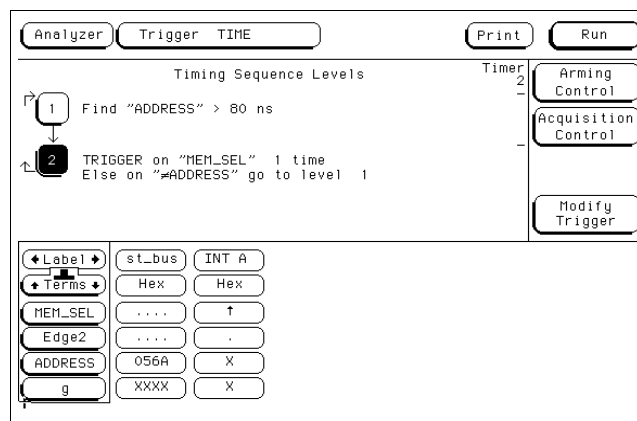 Analyzer Trigger TIME Print Run
Timing Sequence Levels
Timer
2
-
-
Arming
Control
Acquisition
Control
Modify
Trigger
1 Find "ADDRESS" > 80 ns
2 TRIGGER on "MEM_SEL" 1 time
Else on "≠ADDRESS" go to level 1
Label st_bus INT A
Terms Hex Hex
MEM_SEL .... ↑
Edge2 .... .
ADDRESS 056A X
g XXXX X